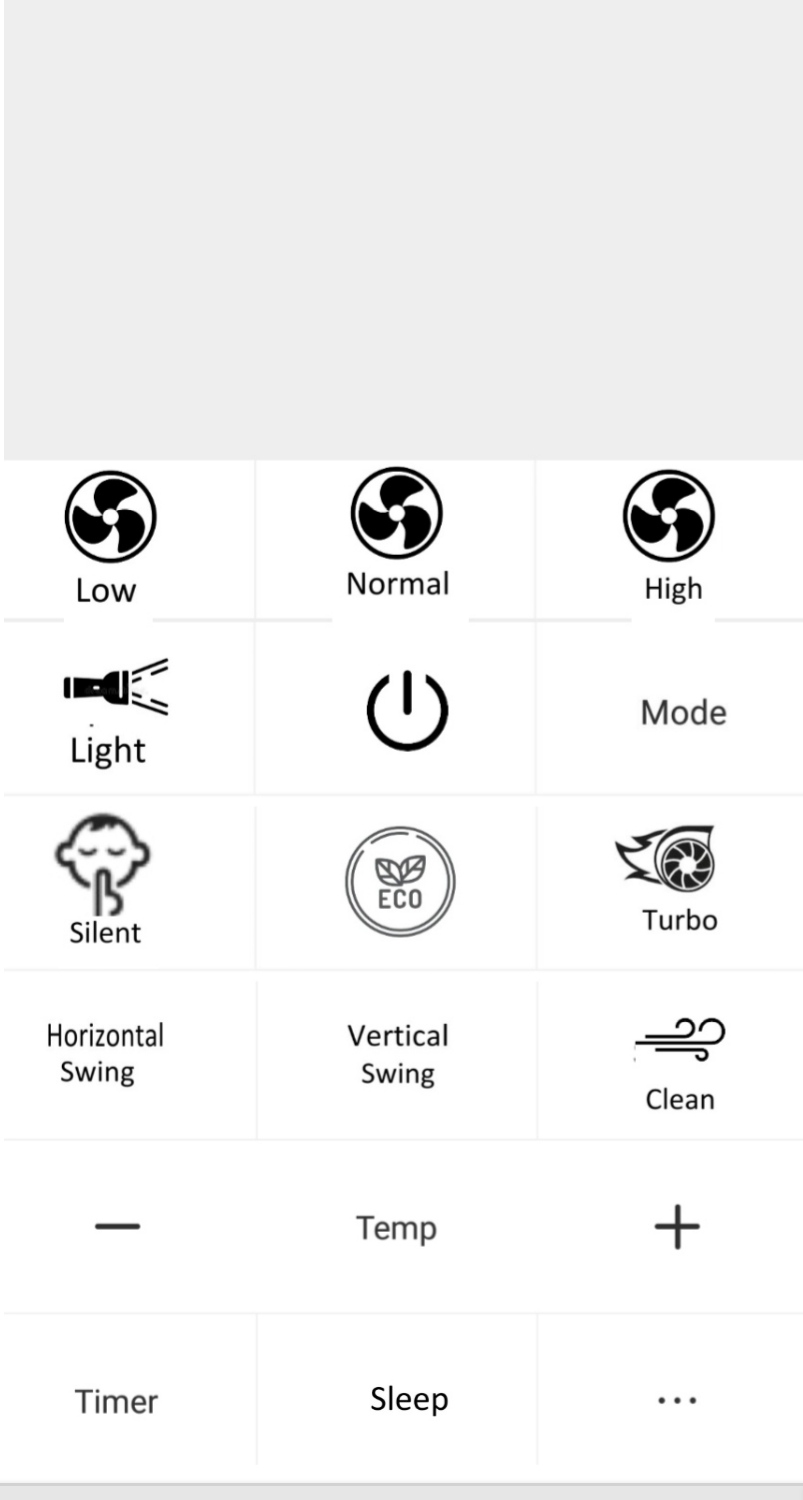 Low
Normal
High
Light
Mode
Silent
ECO
Turbo
Horizontal
Swing
Vertical
Swing
Clean
−
Temp
+
Timer
Sleep
...